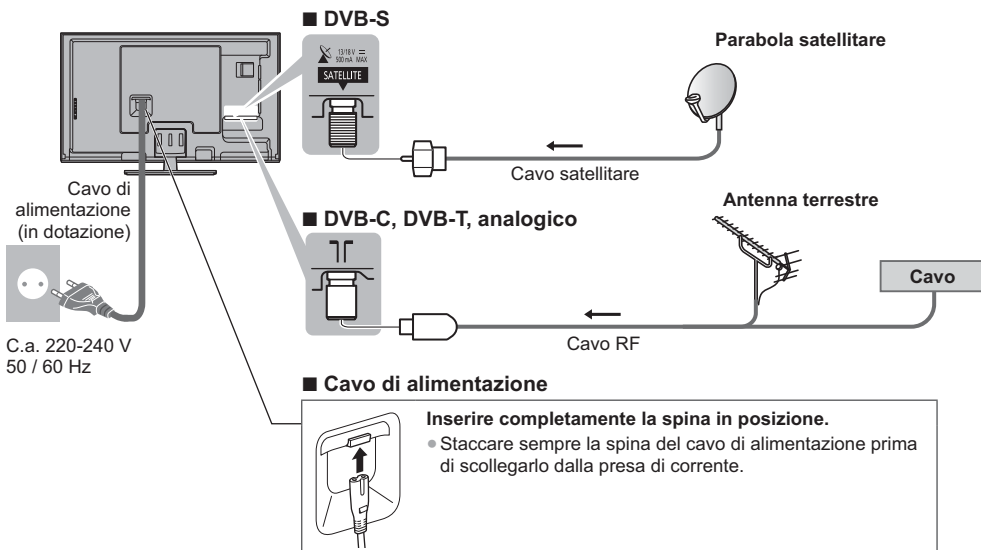 ■ DVB-S
13/18 V
500 mA MAX
SATELLITE
Parabola satellitare
Cavo satellitare
Cavo di
alimentazione
(in dotazione)
C.a. 220-240 V
50 / 60 Hz
■ DVB-C, DVB-T, analogico
Antenna terrestre
Cavo
Cavo RF
■ Cavo di alimentazione
Inserire completamente la spina in posizione.
● Staccare sempre la spina del cavo di alimentazione prima
di scollegarlo dalla presa di corrente.